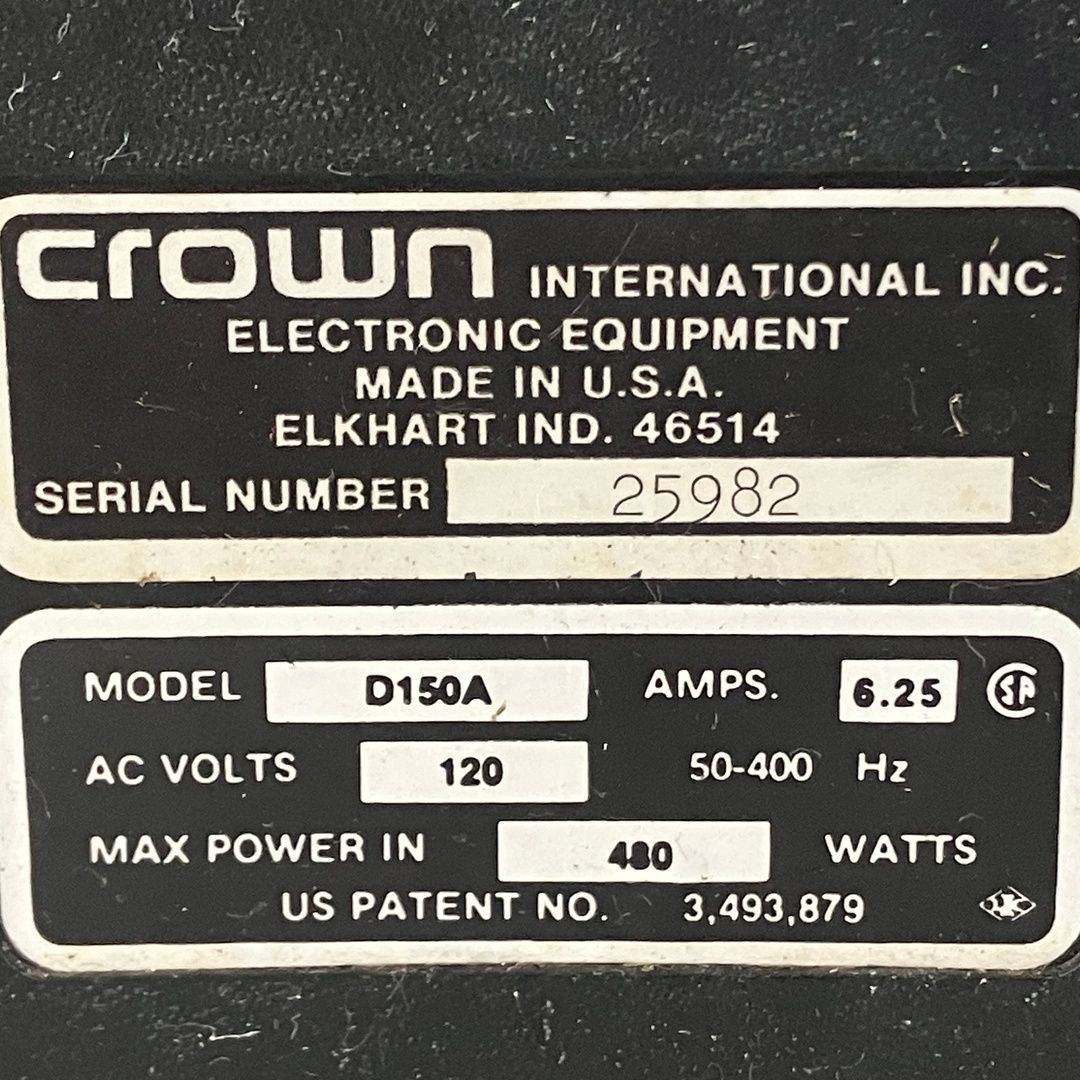 crown INTERNATIONAL INC.
ELECTRONIC EQUIPMENT
MADE IN U.S.A.
ELKHART IND. 46514
SERIAL NUMBER 25982
MODEL D150A AMPS. 6.25 SA
AC VOLTS 120 50-400 Hz
MAX POWER IN WATTS
US PATENT NO. 3,493,879